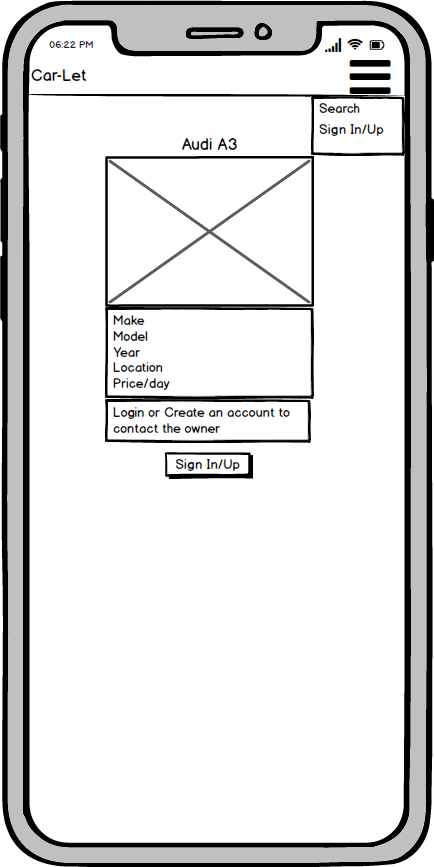 06:22 PM
Car-Let
Search
Sign In/Up
Audi A3
Make
Model
Year
Location
Price/day
Login or Create an account to
contact the owner
Sign In/Up